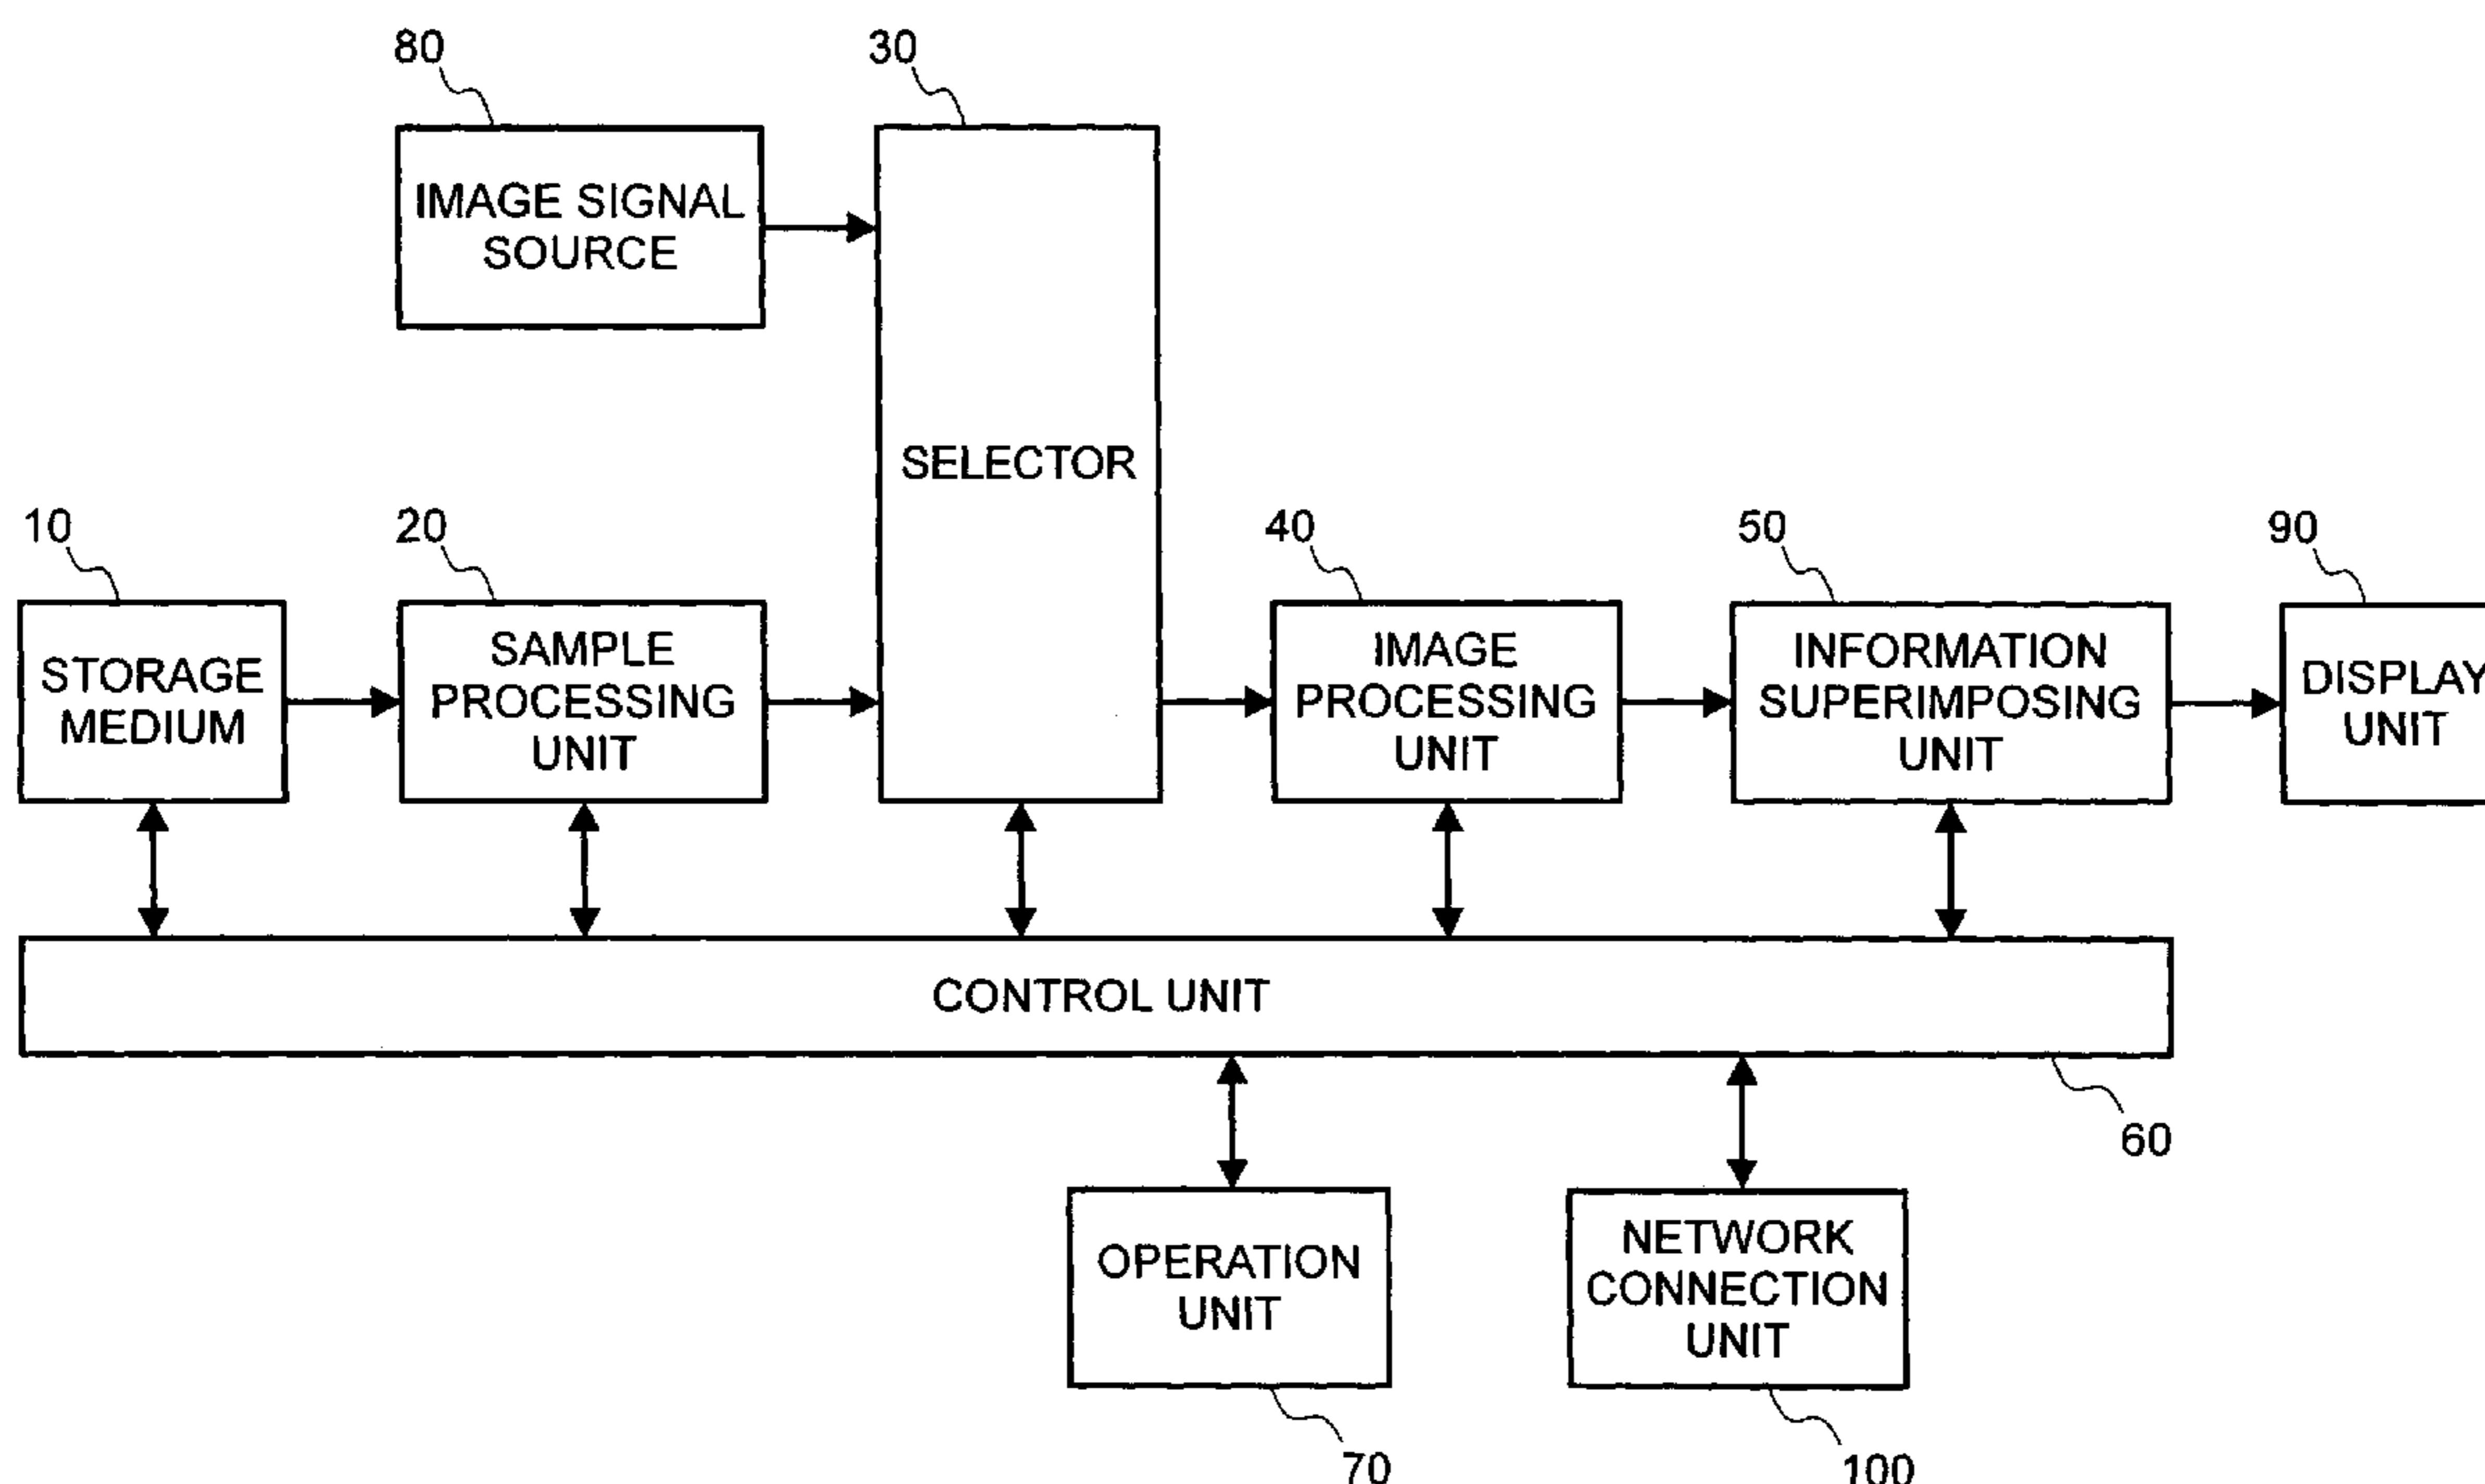 80
30
IMAGE SIGNAL
SOURCE
SELECTOR
10
20
40
50
90
STORAGE
MEDIUM
SAMPLE
PROCESSING
UNIT
IMAGE
PROCESSING
UNIT
INFORMATION
SUPERIMPOSING
UNIT
DISPLAY
UNIT
CONTROL UNIT
60
OPERATION
UNIT
NETWORK
CONNECTION
UNIT
70
100